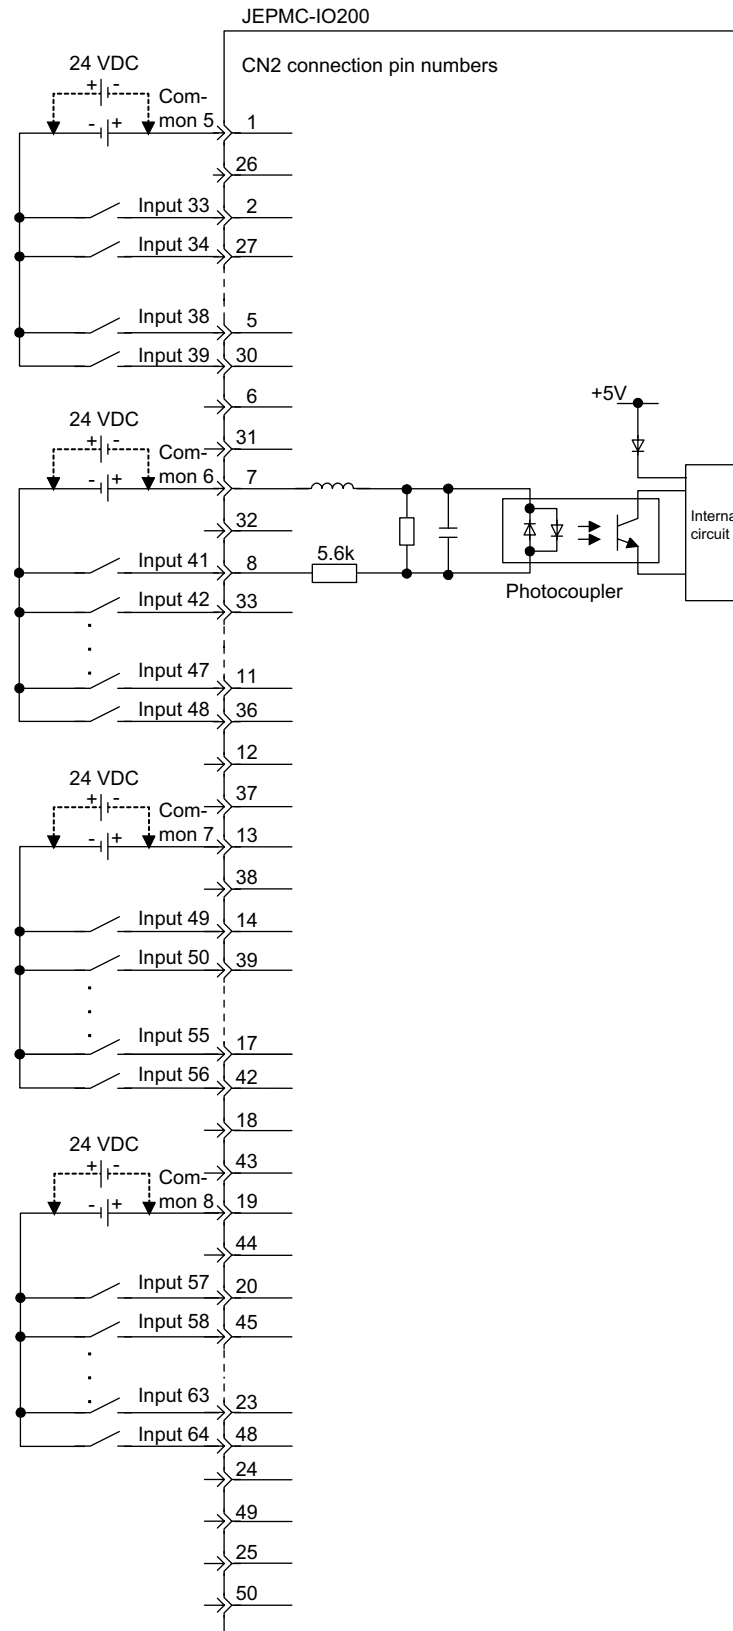 JEPMC-IO200
CN2 connection pin numbers
24 VDC
+ -
Com-
mon 5
- +
1
26
Input 33 2
Input 34 27
Input 38 5
Input 39 30
6
31
24 VDC
+ -
Com-
mon 6
- +
7
32
Input 41 8
Input 42 33
Input 47 11
Input 48 36
5.6k
+5V
Interna
circuit
Photocoupler
12
37
24 VDC
+ -
Com-
mon 7
- +
13
38
Input 49 14
Input 50 39
Input 55 17
Input 56 42
18
43
24 VDC
+ -
Com-
mon 8
- +
19
44
Input 57 20
Input 58 45
Input 63 23
Input 64 48
24
49
25
50